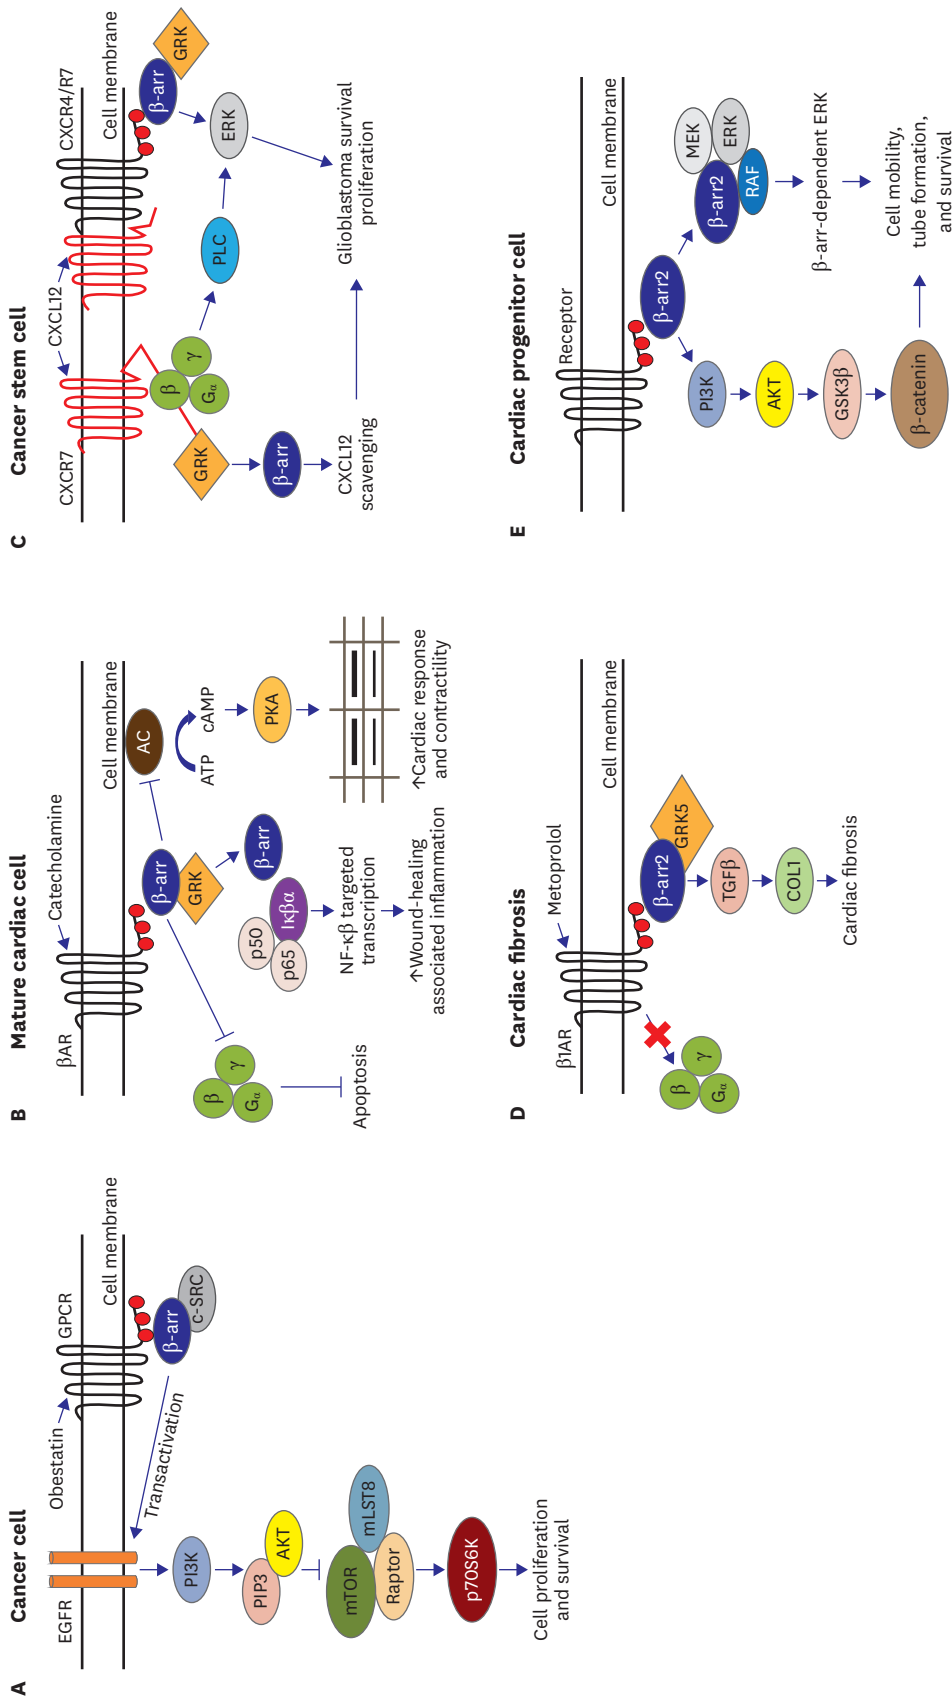 A Cancer cell
Obestatin
EGFR
GPCR
Cell membrane
Transactivation
β-arr
c-SRC
PI3K
PIP3
AKT
mTOR
mLST8
Raptor
p70S6K
Cell proliferation
and survival
B Mature cardiac cell
βAR
Catecholamine
Cell membrane
β-arr
GRK
AC
ATP
cAMP
PKA
↑Cardiac response
and contractility
β
γ
Gα
Apoptosis
β-arr
p50
p65
Iκβα
NF-κβ targeted
transcription
↑Wound-healing
associated inflammation
C Cancer stem cell
CXCR7
CXCL12
CXCR4/R7
Cell membrane
β-arr
GRK
β
γ
Gα
PLC
ERK
GRK
β-arr
CXCL12
scavenging
Glioblastoma survival
proliferation
D Cardiac fibrosis
β1AR
Metoprolol
Cell membrane
β
γ
Gα
β-arr2
GRK5
TGFβ
COL1
Cardiac fibrosis
E Cardiac progenitor cell
Receptor
Cell membrane
β-arr2
PI3K
AKT
GSK3β
β-catenin
β-arr2
MEK
ERK
RAF
β-arr-dependent ERK
Cell mobility,
tube formation,
and survival